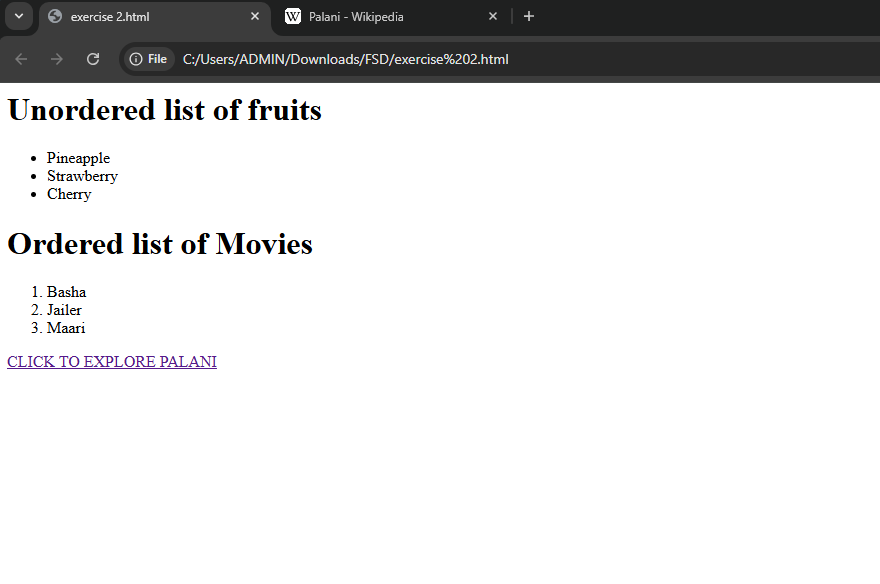 exercise 2.html
Palani - Wikipedia
File
C:/Users/ADMIN/Downloads/FSD/exercise%202.html
Unordered list of fruits
• Pineapple
• Strawberry
• Cherry
Ordered list of Movies
1. Basha
2. Jailer
3. Maari
CLICK TO EXPLORE PALANI